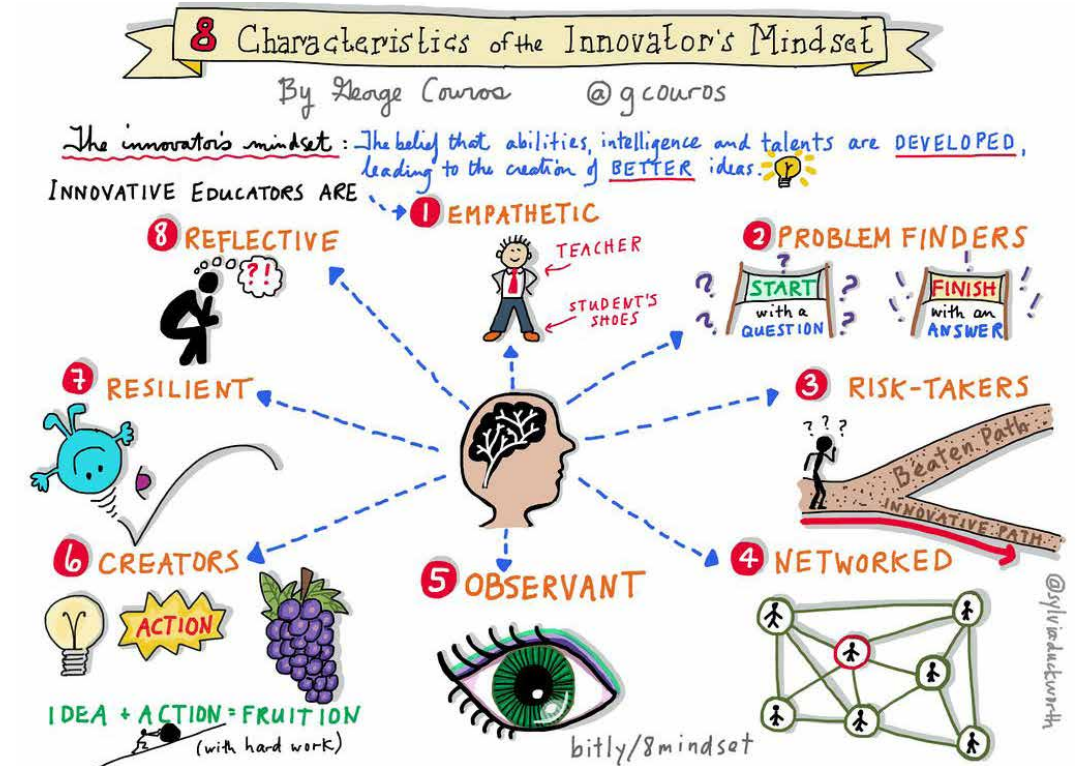 8 Characteristics of the Innovator's Mindset
By George Couros @gcouros
The innovator's mindset: The belief that abilities, intelligence and talents are DEVELOPED,
leading to the creation of BETTER ideas.
INNOVATIVE EDUCATORS ARE
1 EMPATHETIC
TEACHER
STUDENT'S
SHOES
2 PROBLEM FINDERS
? ? ? ? ? ?
START
with a
QUESTION
! ! ! ! !
FINISH
with an
ANSWER
3 RISK-TAKERS
? ? ?
Beaten Path
INNOVATIVE PATH
4 NETWORKED
5 OBSERVANT
6 CREATORS
ACTION
IDEA + ACTION = FRUITION
(with hard work)
7 RESILIENT
8 REFLECTIVE
?!
bitly/8mindset
@sylviaduckworth